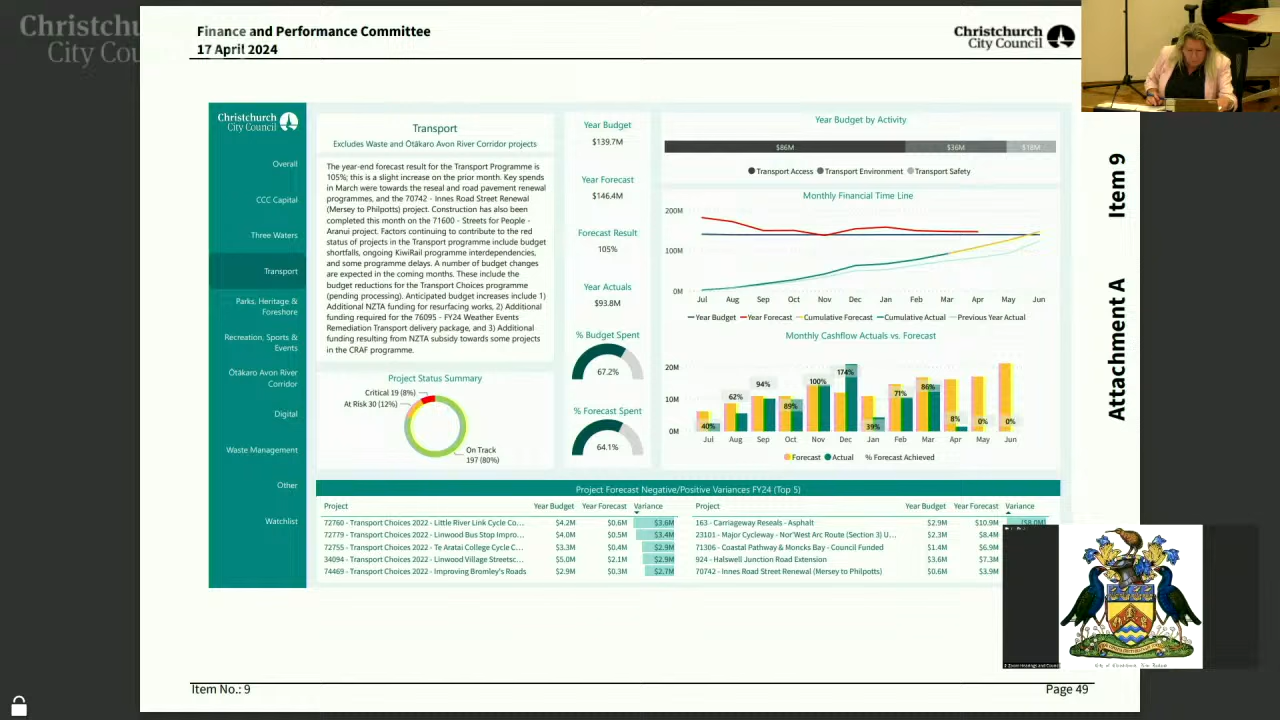 Christchurch
City Council
Finance and Performance Committee
17 April 2024
Christchurch
City Council
Item 9
Attachment A
Christchurch
City Council
Overall
CCC Capital
Three Waters
Transport
Parks, Heritage &
Foreshore
Recreation, Sports &
Events
Ōtākaro Avon River
Corridor
Digital
Waste Management
Other
Watchlist
Transport
Excludes Waste and Ōtākaro Avon River Corridor projects
The year-end forecast result for the Transport Programme is
105%; this is a slight increase on the prior month. Key spends
in March were towards the reseal and road pavement renewal
programmes, and the 70742 - Innes Road Street Renewal
(Mersey to Philpotts) project. Construction has also been
completed this month on the 71600 - Streets for People -
Aranui project. Factors continuing to contribute to the red
status of projects in the Transport programme include budget
shortfalls, ongoing KiwiRail programme interdependencies,
and some programme delays. A number of budget changes
are expected in the coming months. These include the
budget reductions for the Transport Choices programme
(pending processing). Anticipated budget increases include 1)
Additional NZTA funding for resurfacing works, 2) Additional
funding required for the 76095 - FY24 Weather Events
Remediation Transport delivery package, and 3) Additional
funding resulting from NZTA subsidy towards some projects
in the CRAF programme.
Project Status Summary
Critical 19 (8%)
At Risk 30 (12%)
On Track
197 (80%)
Year Budget
$139.7M
Year Forecast
$146.4M
Forecast Result
105%
Year Actuals
$93.8M
% Budget Spent
67.2%
% Forecast Spent
64.1%
Year Budget by Activity
$86M $36M $18M
Transport Access Transport Environment Transport Safety
Monthly Financial Time Line
200M
100M
0M
Jul Aug Sep Oct Nov Dec Jan Feb Mar Apr May Jun
Year Budget Year Forecast Cumulative Forecast Cumulative Actual Previous Year Actual
Monthly Cashflow Actuals vs. Forecast
20M
10M
0M
40% 62% 94% 89% 100% 174% 39% 71% 86% 8% 0% 0%
Jul Aug Sep Oct Nov Dec Jan Feb Mar Apr May Jun
Forecast Actual % Forecast Achieved
Project Forecast Negative/Positive Variances FY24 (Top 5)
Project Year Budget Year Forecast Variance
72760 - Transport Choices 2022 - Little River Link Cycle Co... $4.2M $0.6M $3.6M
72779 - Transport Choices 2022 - Linwood Bus Stop Impro... $4.0M $0.5M $3.4M
72755 - Transport Choices 2022 - Te Aratai College Cycle C... $3.3M $0.4M $2.9M
34094 - Transport Choices 2022 - Linwood Village Streetsc... $5.0M $2.1M $2.9M
74469 - Transport Choices 2022 - Improving Bromley's Roads $2.9M $0.3M $2.7M
Project Year Budget Year Forecast Variance
163 - Carriageway Reseals - Asphalt $2.9M $10.9M ($8.0M)
23101 - Major Cycleway - Nor'West Arc Route (Section 3) U... $2.3M $8.4M
71306 - Coastal Pathway & Moncks Bay - Council Funded $1.4M $6.9M
924 - Halswell Junction Road Extension $3.6M $7.3M
70742 - Innes Road Street Renewal (Mersey to Philpotts) $0.6M $3.9M
Item No.: 9
Page 49